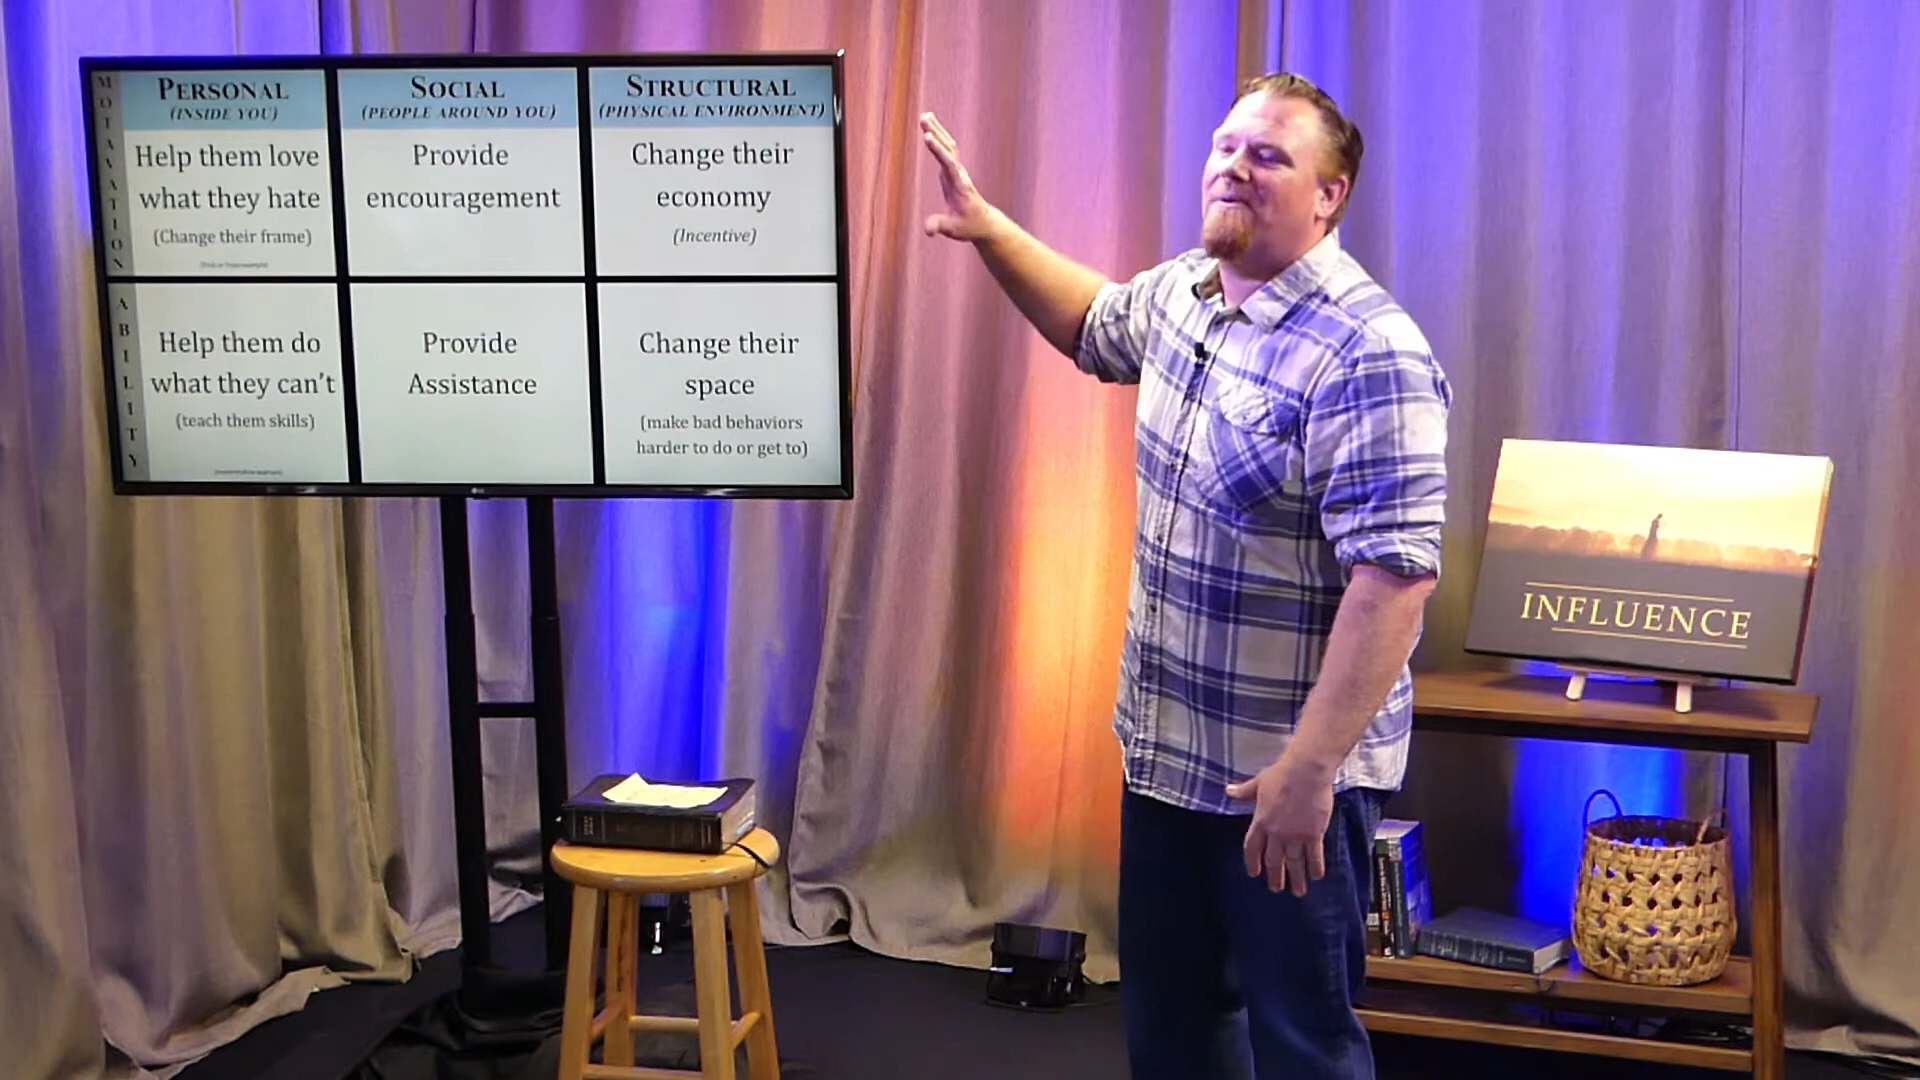 MOTIVATION
PERSONAL
(INSIDE YOU)
Help them love
what they hate
(Change their frame)
SOCIAL
(PEOPLE AROUND YOU)
Provide
encouragement
STRUCTURAL
(PHYSICAL ENVIRONMENT)
Change their
economy
(Incentive)
ABILITY
Help them do
what they can't
(teach them skills)
Provide
Assistance
Change their
space
(make bad behaviors
harder to do or get to)
LG
INFLUENCE